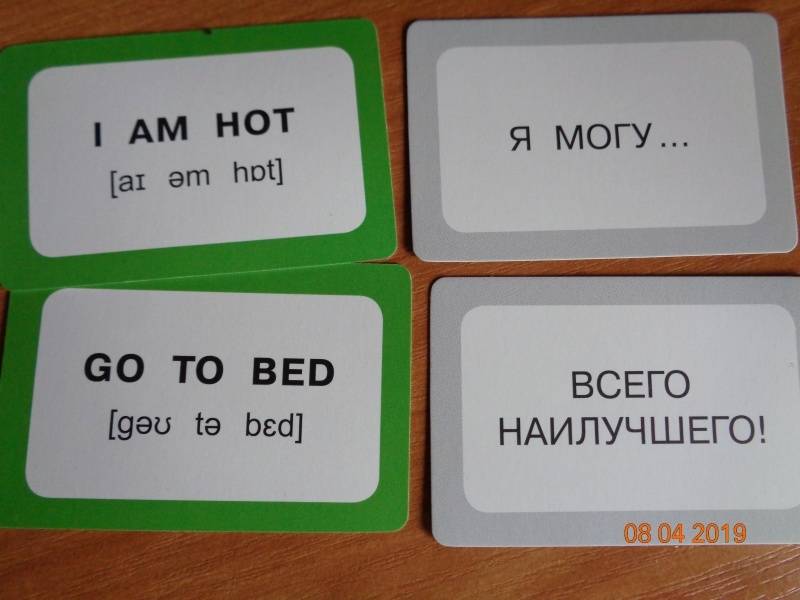 I AM HOT
[aɪ əm hɒt]
Я МОГУ...
GO TO BED
[gəʊ tə bɛd]
ВСЕГО
НАИЛУЧШЕГО!
08 04 2019